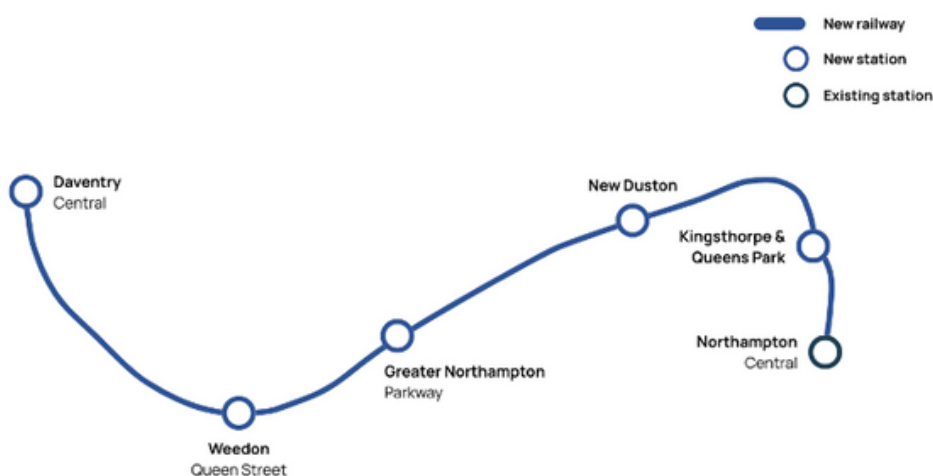 New railway
New station
Existing station
Daventry
Central
New Duston
Kingsthorpe &
Queens Park
Northampton
Central
Greater Northampton
Parkway
Weedon
Queen Street